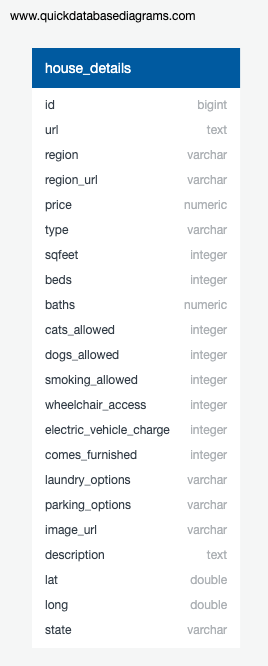 www.quickdatabasediagrams.com
house_details
id bigint
url text
region varchar
region_url varchar
price numeric
type varchar
sqfeet integer
beds integer
baths numeric
cats_allowed integer
dogs_allowed integer
smoking_allowed integer
wheelchair_access integer
electric_vehicle_charge integer
comes_furnished integer
laundry_options varchar
parking_options varchar
image_url varchar
description text
lat double
long double
state varchar